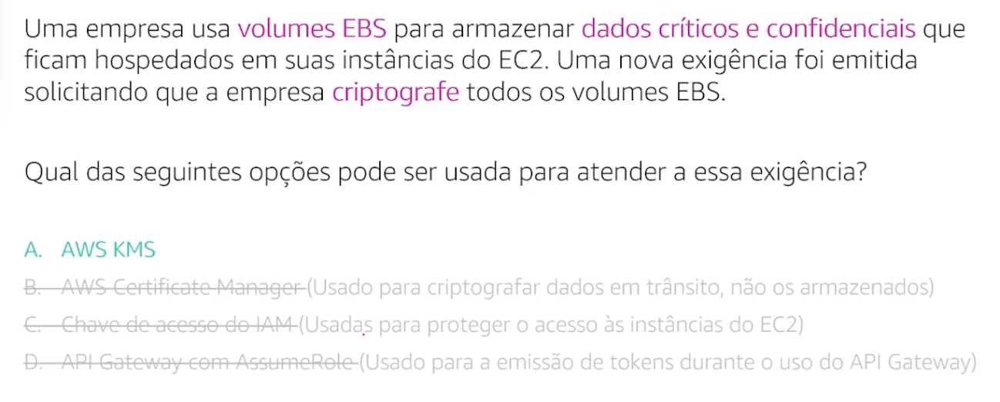 Uma empresa usa volumes EBS para armazenar dados críticos e confidenciais que
ficam hospedados em suas instâncias do EC2. Uma nova exigência foi emitida
solicitando que a empresa criptografe todos os volumes EBS.
Qual das seguintes opções pode ser usada para atender a essa exigência?
A. AWS KMS
B. AWS Certificate Manager (Usado para criptografar dados em trânsito, não os armazenados)
C. Chave de acesso do IAM (Usadas para proteger o acesso às instâncias do EC2)
D. API Gateway com AssumeRole (Usado para a emissão de tokens durante o uso do API Gateway)